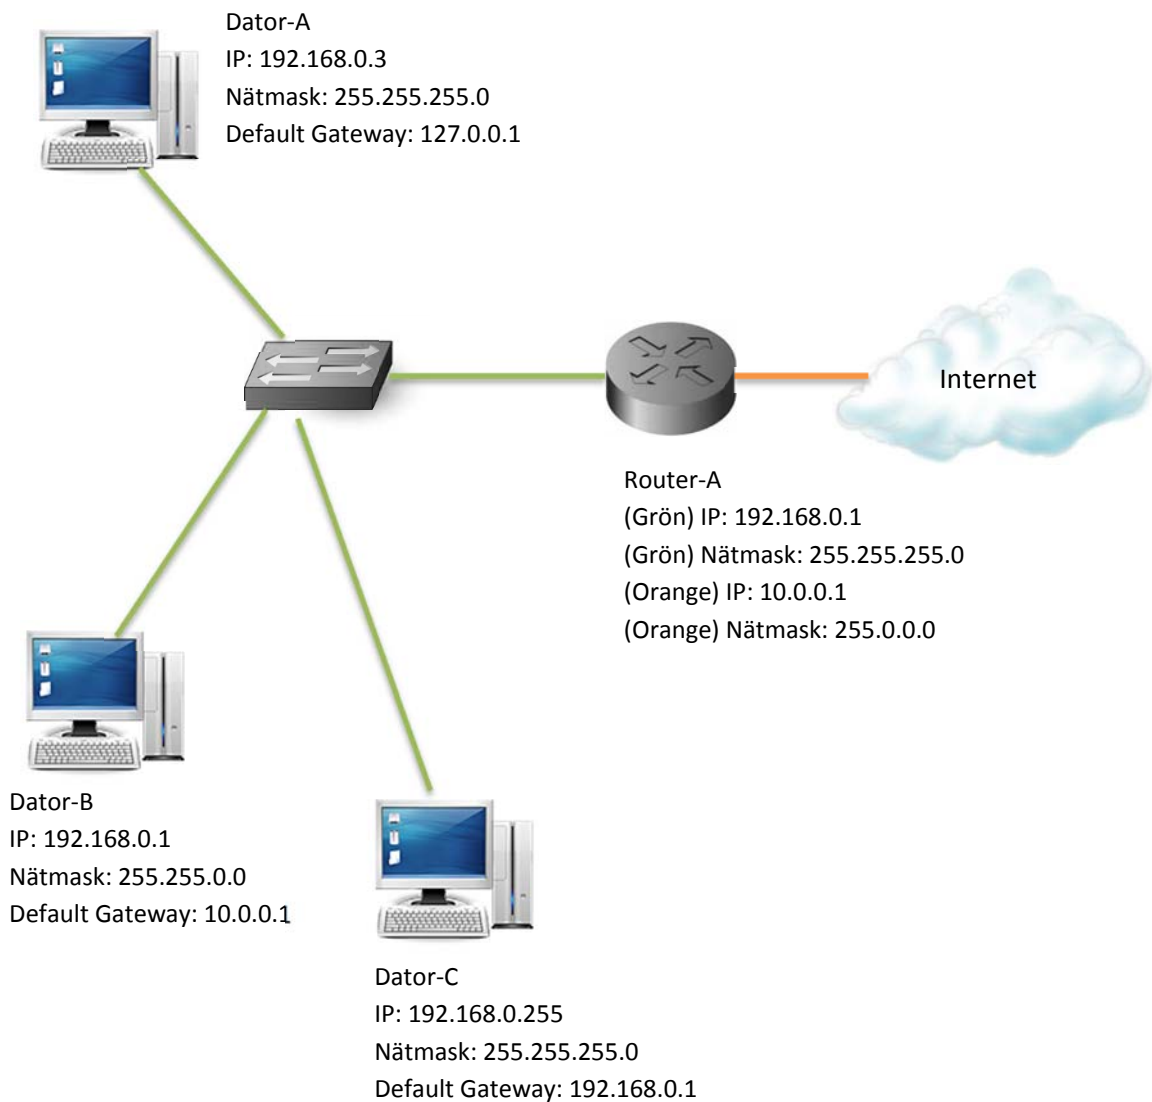 Dator-A
IP: 192.168.0.3
Nätmask: 255.255.255.0
Default Gateway: 127.0.0.1
Internet
Router-A
(Grön) IP: 192.168.0.1
(Grön) Nätmask: 255.255.255.0
(Orange) IP: 10.0.0.1
(Orange) Nätmask: 255.0.0.0
Dator-B
IP: 192.168.0.1
Nätmask: 255.255.0.0
Default Gateway: 10.0.0.1
Dator-C
IP: 192.168.0.255
Nätmask: 255.255.255.0
Default Gateway: 192.168.0.1